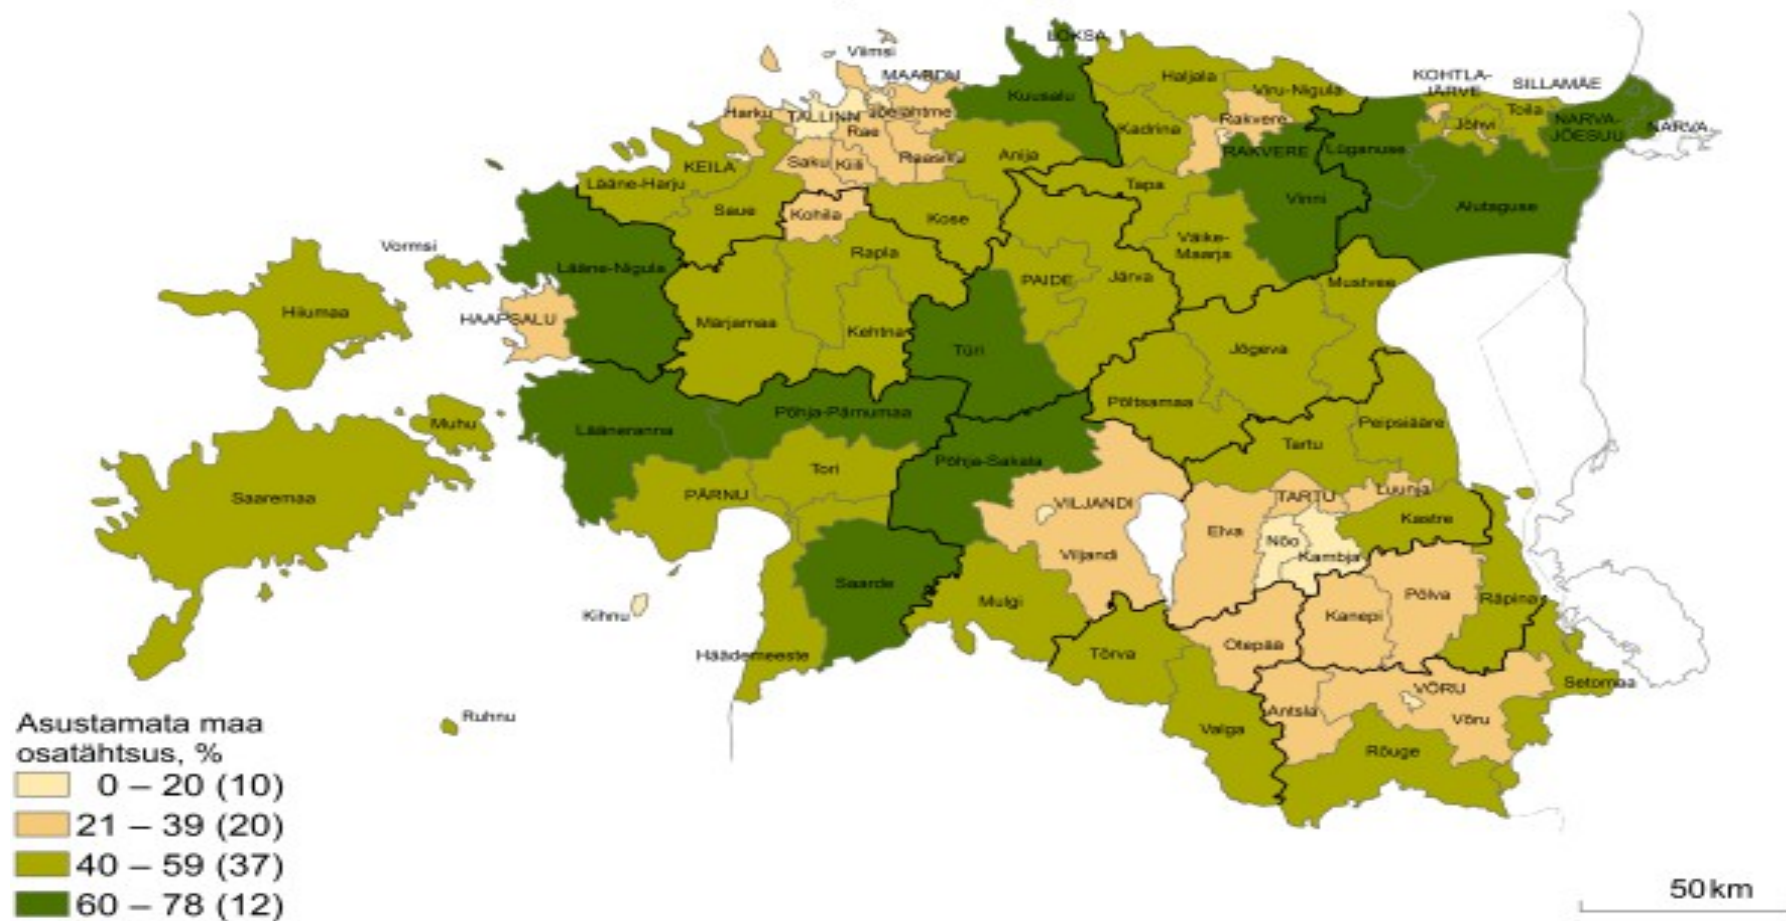 Viimsi
LOKSA
MAARDU
Haljala
KOHTLA-
JÄRVE
SILLAMÄE
Kuusalu
Viru-Nigula
Harku
TALLINN
Jõelähtme
Rae
Kadrina
Rakvere
Toila
Jõhvi
NARVA-
JÕESUU
NARVA
KEILA
Saku
Kiili
Raasiku
Anija
RAKVERE
Lüganuse
Lääne-Harju
Tapa
Saue
Kohila
Kose
Vinni
Alutaguse
Vormsi
Rapla
Väike-
Maarja
Lääne-Nigula
PAIDE
Järva
Mustvee
Hiiumaa
HAAPSALU
Märjamaa
Kehtna
Türi
Jõgeva
Põltsamaa
Muhu
Lääneranna
Põhja-Pärnumaa
Peipsiääre
Tartu
Põhja-Sakala
Tori
Saaremaa
PÄRNU
VILJANDI
TARTU
Luunja
Kastre
Elva
Nõo
Kambja
Viljandi
Saarde
Kihnu
Mulgi
Kanepi
Põlva
Räpina
Häädemeeste
Tõrva
Otepää
Setomaa
VÕRU
Antsla
Võru
Ruhnu
Valga
Rõuge
Asustamata maa
osatähtsus, %
0 – 20 (10)
21 – 39 (20)
40 – 59 (37)
60 – 78 (12)
50 km